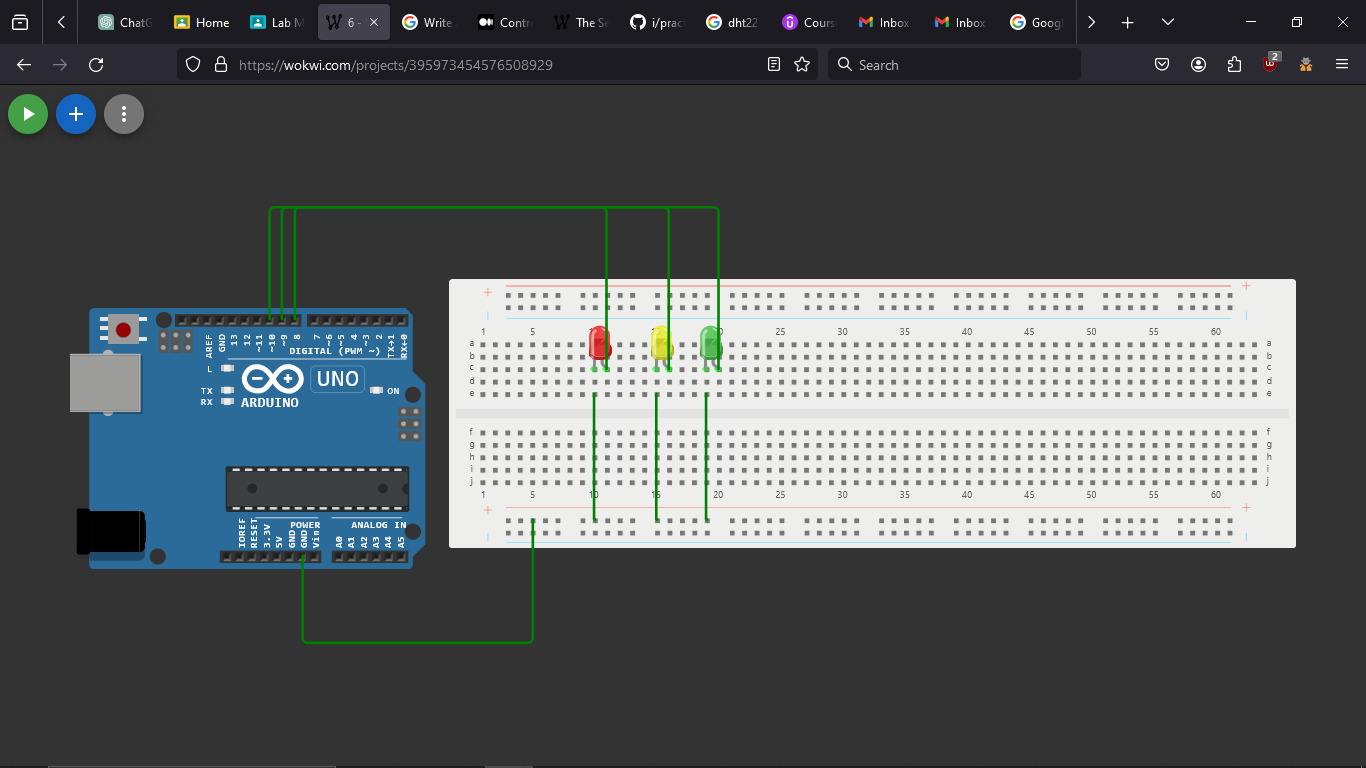 ChatG
Home
Lab M
6 -
Write
Contr
The Se
i/prac
dht22
Cours
Inbox
Inbox
Googl
https://wokwi.com/projects/395973454576508929
Search
2
AREF
GND
13
12
~11
~10
~9
8
7
~6
~5
4
~3
2
TX→1
RX←0
DIGITAL (PWM ~)
L
TX
RX
ARDUINO
UNO
ON
IOREF
RESET
3.3V
5V
GND
GND
Vin
POWER
ANALOG IN
A0
A1
A2
A3
A4
A5
+ +
1 5 20 25 30 35 40 45 50 55 60
a a
b b
c c
d d
e e
f f
g g
h h
i i
j j
1 5 10 15 20 25 30 35 40 45 50 55 60
+ +